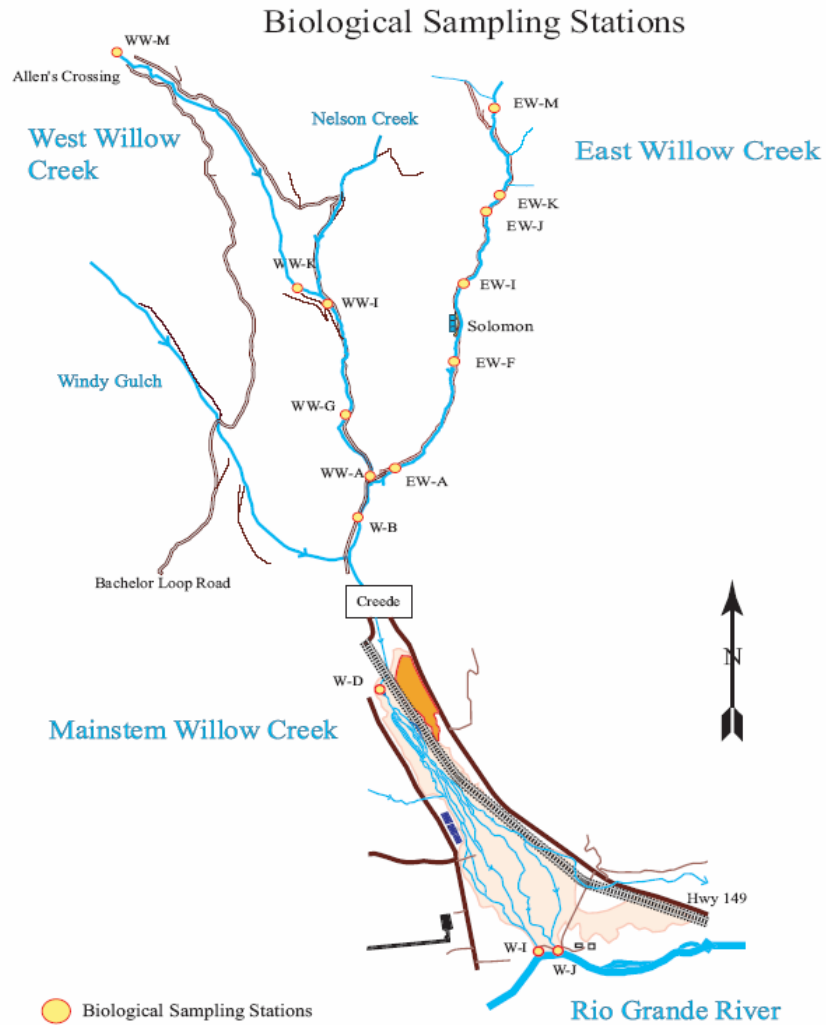 Biological Sampling Stations
WW-M
Allen's Crossing
EW-M
Nelson Creek
West Willow
Creek
East Willow Creek
EW-K
EW-J
WW-K
EW-I
WW-I
Solomon
EW-F
Windy Gulch
WW-G
WW-A
EW-A
W-B
Bachelor Loop Road
Creede
N
W-D
Mainstem Willow Creek
Hwy 149
W-I
W-J
Biological Sampling Stations
Rio Grande River